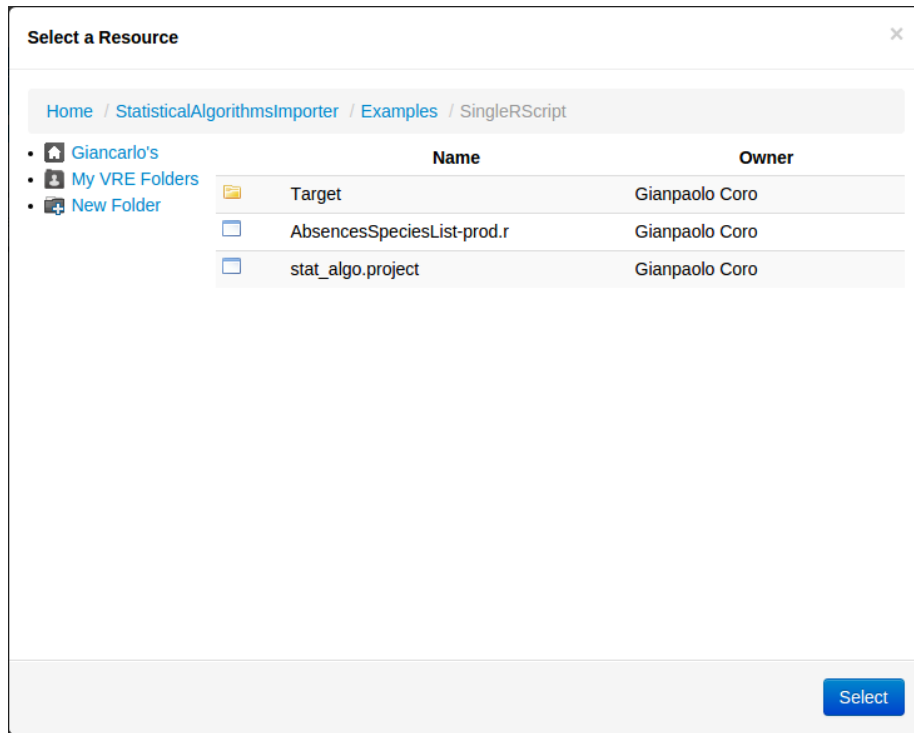 Select a Resource ×
Home / StatisticalAlgorithmsImporter / Examples / SingleRScript
Giancarlo's
My VRE Folders
New Folder
Name Owner
Target Gianpaolo Coro
AbsencesSpeciesList-prod.r Gianpaolo Coro
stat_algo.project Gianpaolo Coro
Select